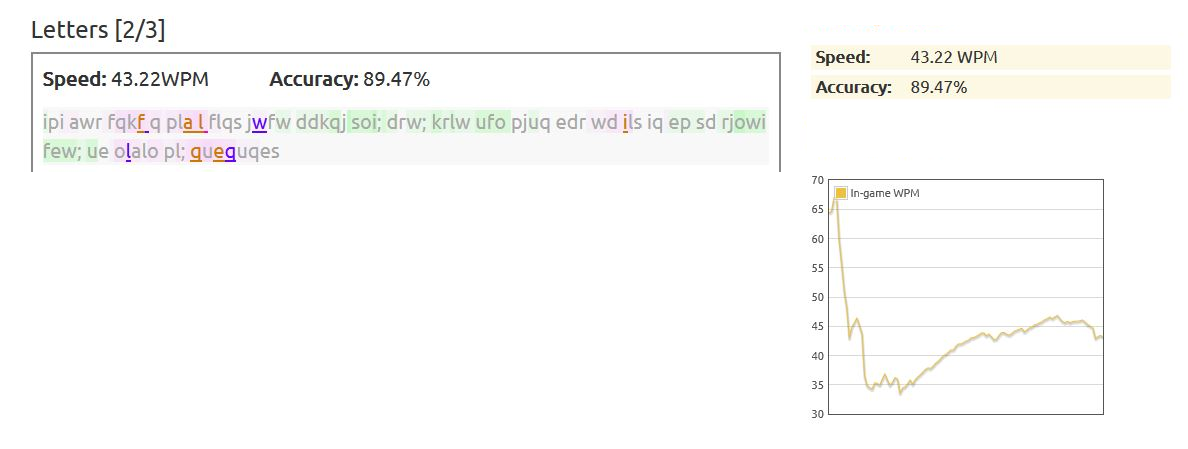 Letters [2/3]
Speed: 43.22WPM Accuracy: 89.47%
ipi awr fqkf q pla l flqs jwfw ddkqj soi; drw; krlw ufo pjuq edr wd ils iq ep sd rjowi
few; ue olalo pl; queguqes
Speed: 43.22 WPM
Accuracy: 89.47%
In-game WPM
70
65
60
55
50
45
40
35
30